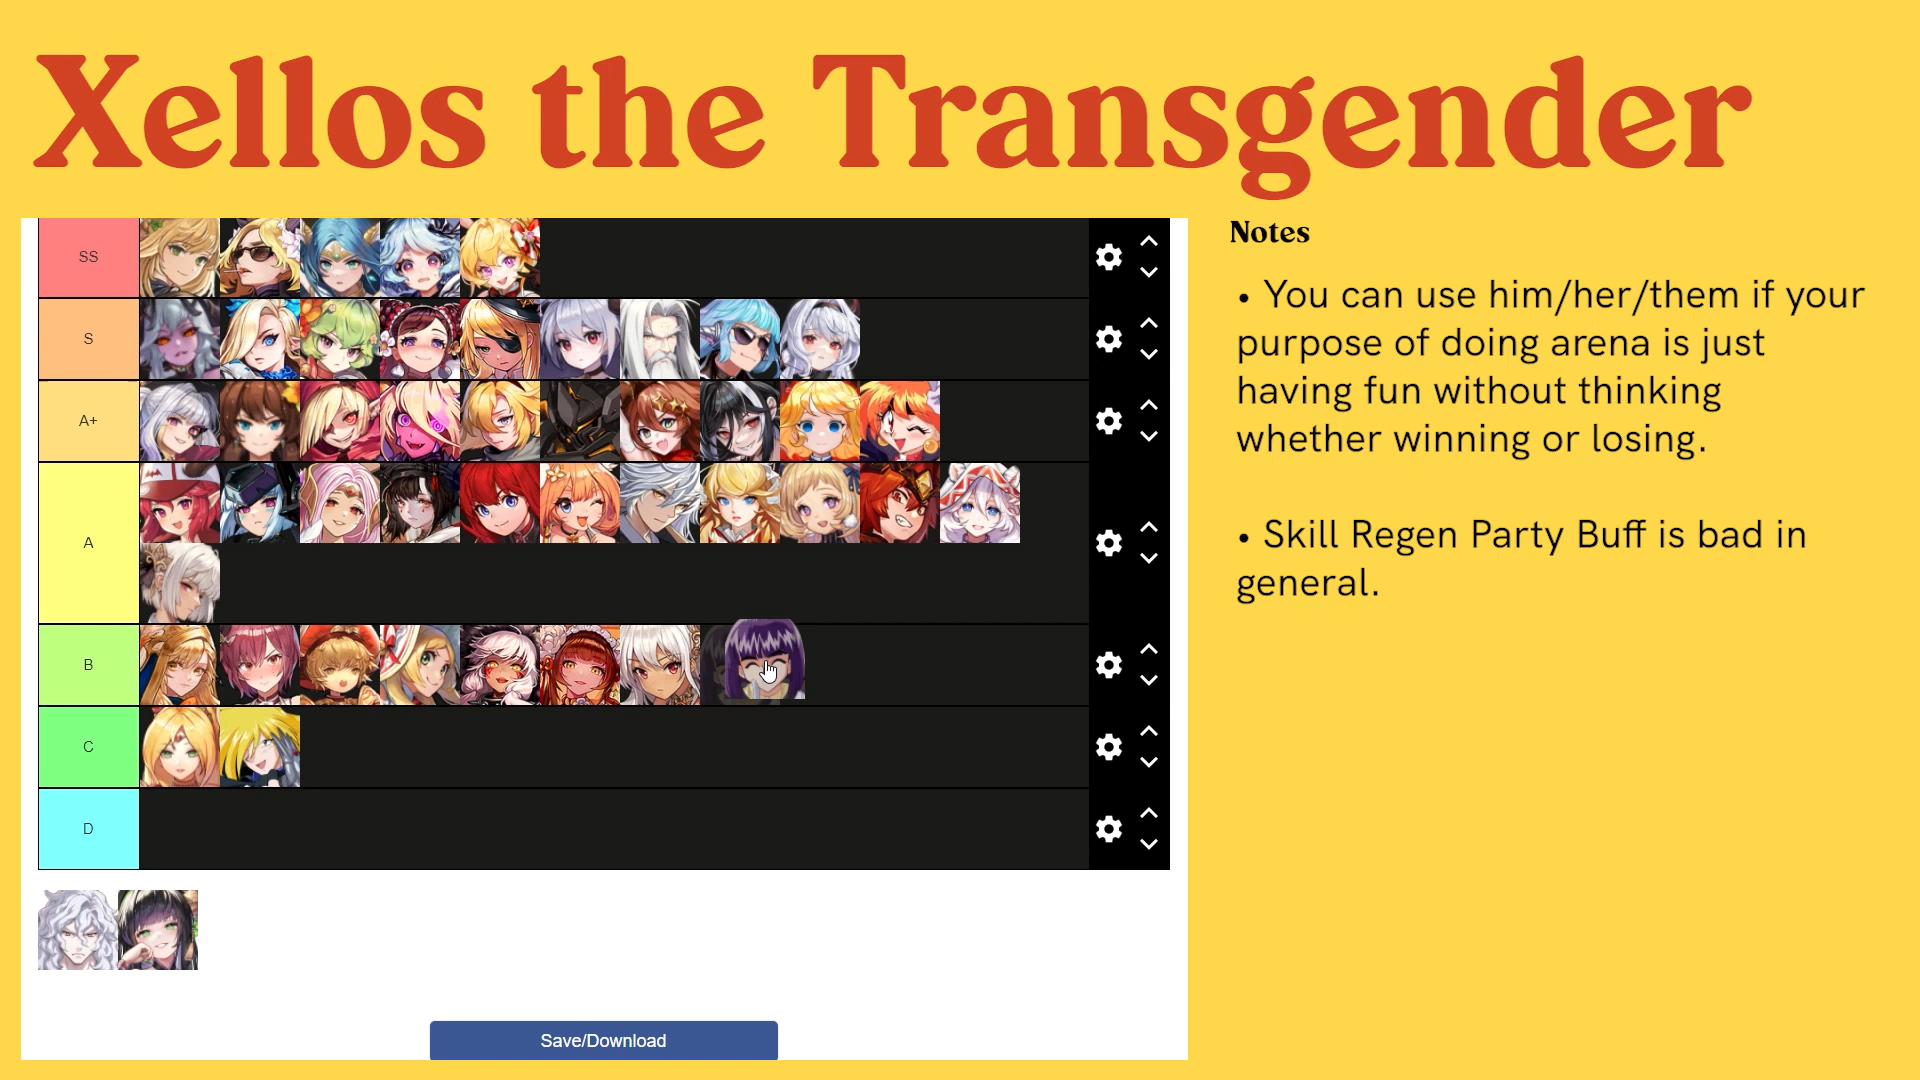 Xellos the Transgender
SS
S
A+
A
B
C
D
Save/Download
Notes
• You can use him/her/them if your
purpose of doing arena is just
having fun without thinking
whether winning or losing.
• Skill Regen Party Buff is bad in
general.